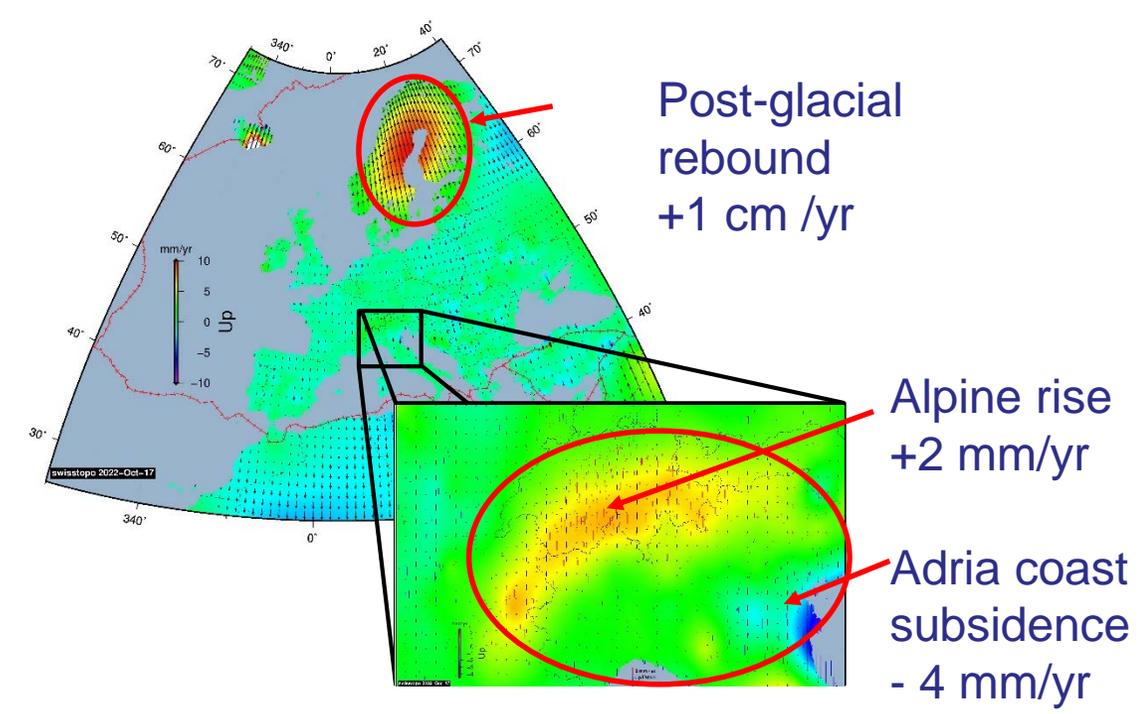 340°
0°
20°
40°
70°
70°
60°
60°
50°
50°
40°
40°
30°
340°
0°
mm/yr
10
5
0
−5
−10
Up
swisstopo 2022−Oct−17
Post-glacial
rebound
+1 cm /yr
Alpine rise
+2 mm/yr
Adria coast
subsidence
- 4 mm/yr
Up